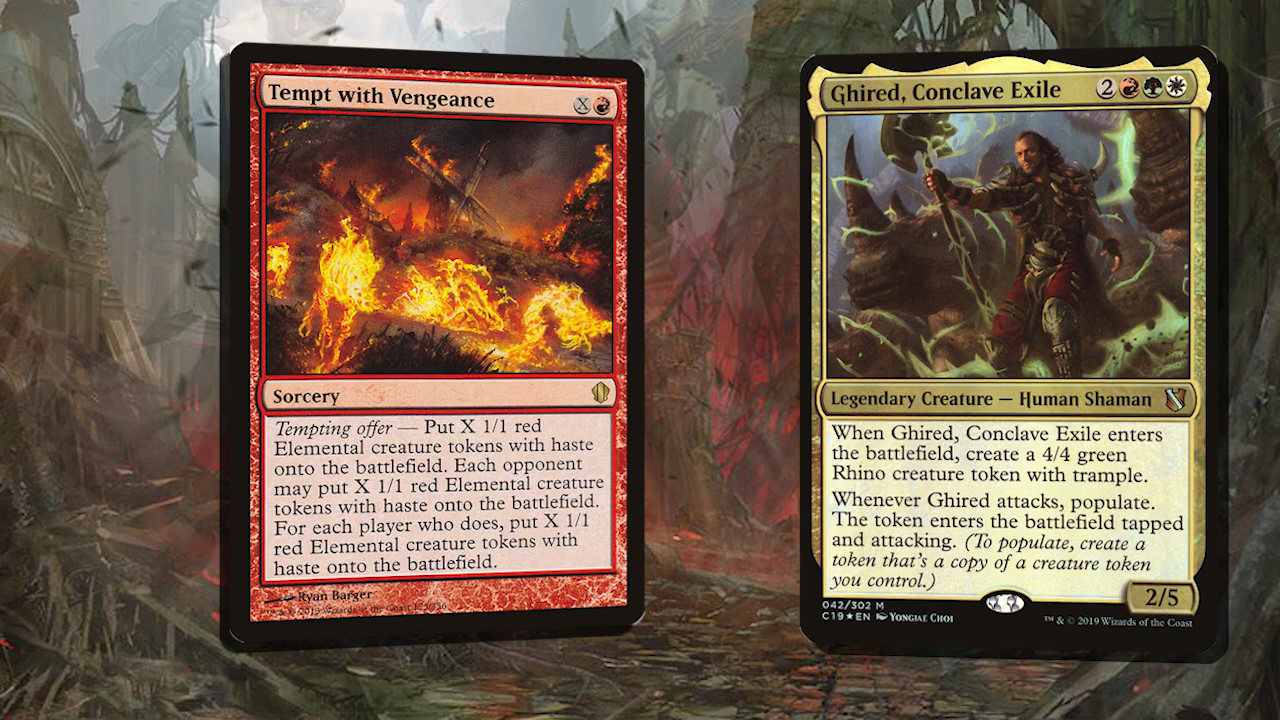 Tempt with Vengeance
X
Sorcery
Tempting offer — Put X 1/1 red
Elemental creature tokens with haste
onto the battlefield. Each opponent
may put X 1/1 red Elemental creature
tokens with haste onto the battlefield.
For each player who does, put X 1/1
red Elemental creature tokens with
haste onto the battlefield.
Ryan Barger
Wizards of the Coast
Ghired, Conclave Exile
2
Legendary Creature — Human Shaman
When Ghired, Conclave Exile enters
the battlefield, create a 4/4 green
Rhino creature token with trample.
Whenever Ghired attacks, populate.
The token enters the battlefield tapped
and attacking. (To populate, create a
token that's a copy of a creature token
you control.)
2/5
042/302 M
C19★EN Yongjae Choi
™ & © 2019 Wizards of the Coast